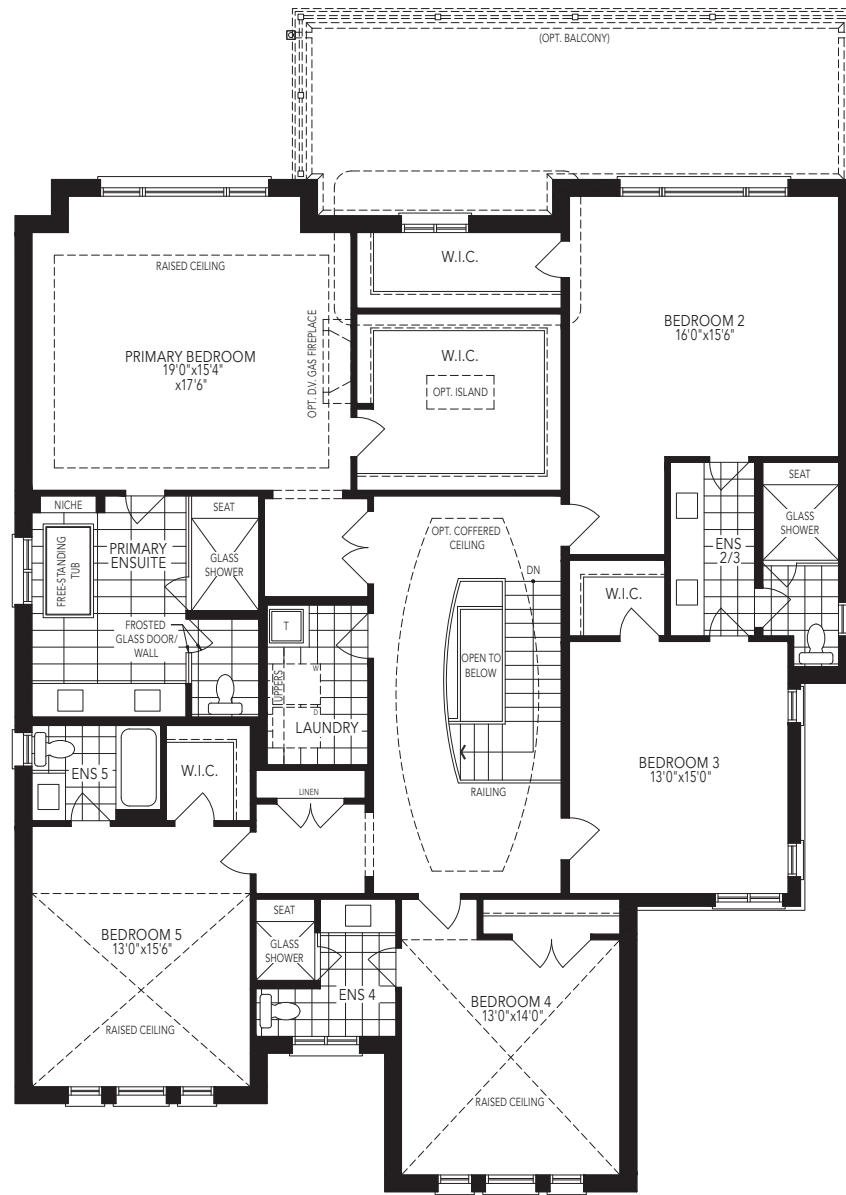 (OPT. BALCONY)
RAISED CEILING
PRIMARY BEDROOM
19'0"x15'4"
x17'6"
OPT. D.V. GAS FIREPLACE
W.I.C.
W.I.C.
OPT. ISLAND
BEDROOM 2
16'0"x15'6"
NICHE
FREE-STANDING
TUB
PRIMARY
ENSUITE
SEAT
GLASS
SHOWER
FROSTED
GLASS DOOR/
WALL
OPT. COFFERED
CEILING
DN
OPEN TO
BELOW
RAILING
ENS
2/3
SEAT
GLASS
SHOWER
W.I.C.
T
UPPERS
W
D
LAUNDRY
BEDROOM 3
13'0"x15'0"
ENS 5
W.I.C.
LINEN
BEDROOM 5
13'0"x15'6"
RAISED CEILING
SEAT
GLASS
SHOWER
ENS 4
BEDROOM 4
13'0"x14'0"
RAISED CEILING